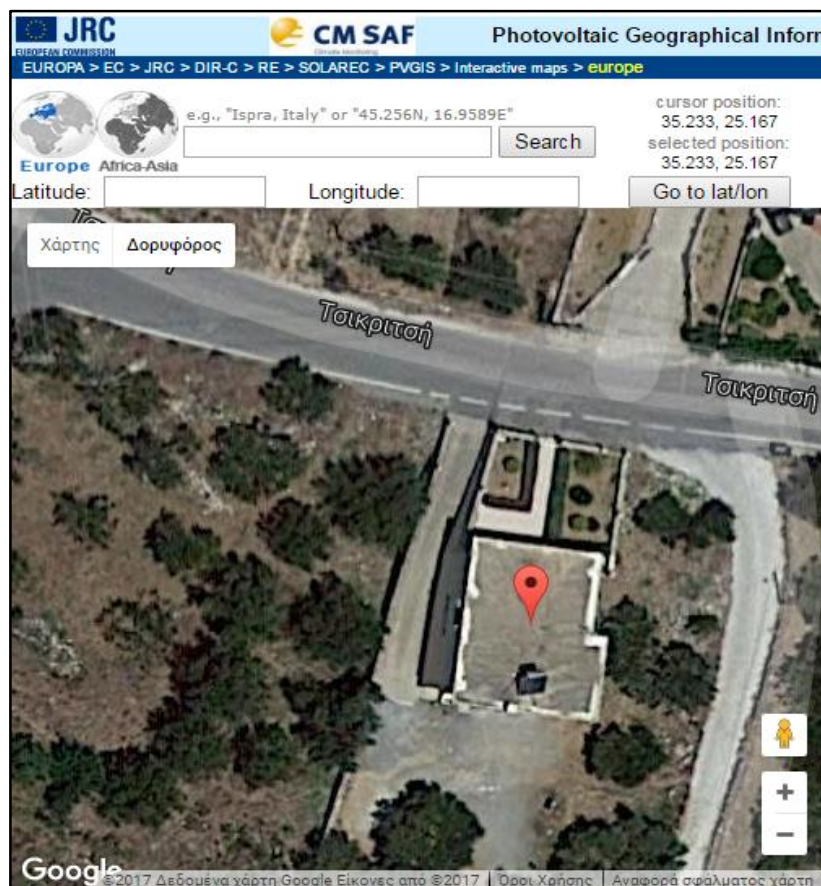 JRC
EUROPEAN COMMISSION
CM SAF
Climate Monitoring
Photovoltaic Geographical Inforr
EUROPA > EC > JRC > DIR-C > RE > SOLAREC > PVGIS > Interactive maps > europe
Europe Africa-Asia
e.g., "Ispra, Italy" or "45.256N, 16.9589E"
Search
cursor position:
35.233, 25.167
selected position:
35.233, 25.167
Latitude:
Longitude:
Go to lat/lon
Χάρτης Δορυφόρος
Τσικριτσή
Τσικριτσή
+
−
Google
©2017 Δεδομένα χάρτη Google Εικόνες από ©2017 Όροι Χρήσης Αναφορά σφάλματος χάρτη